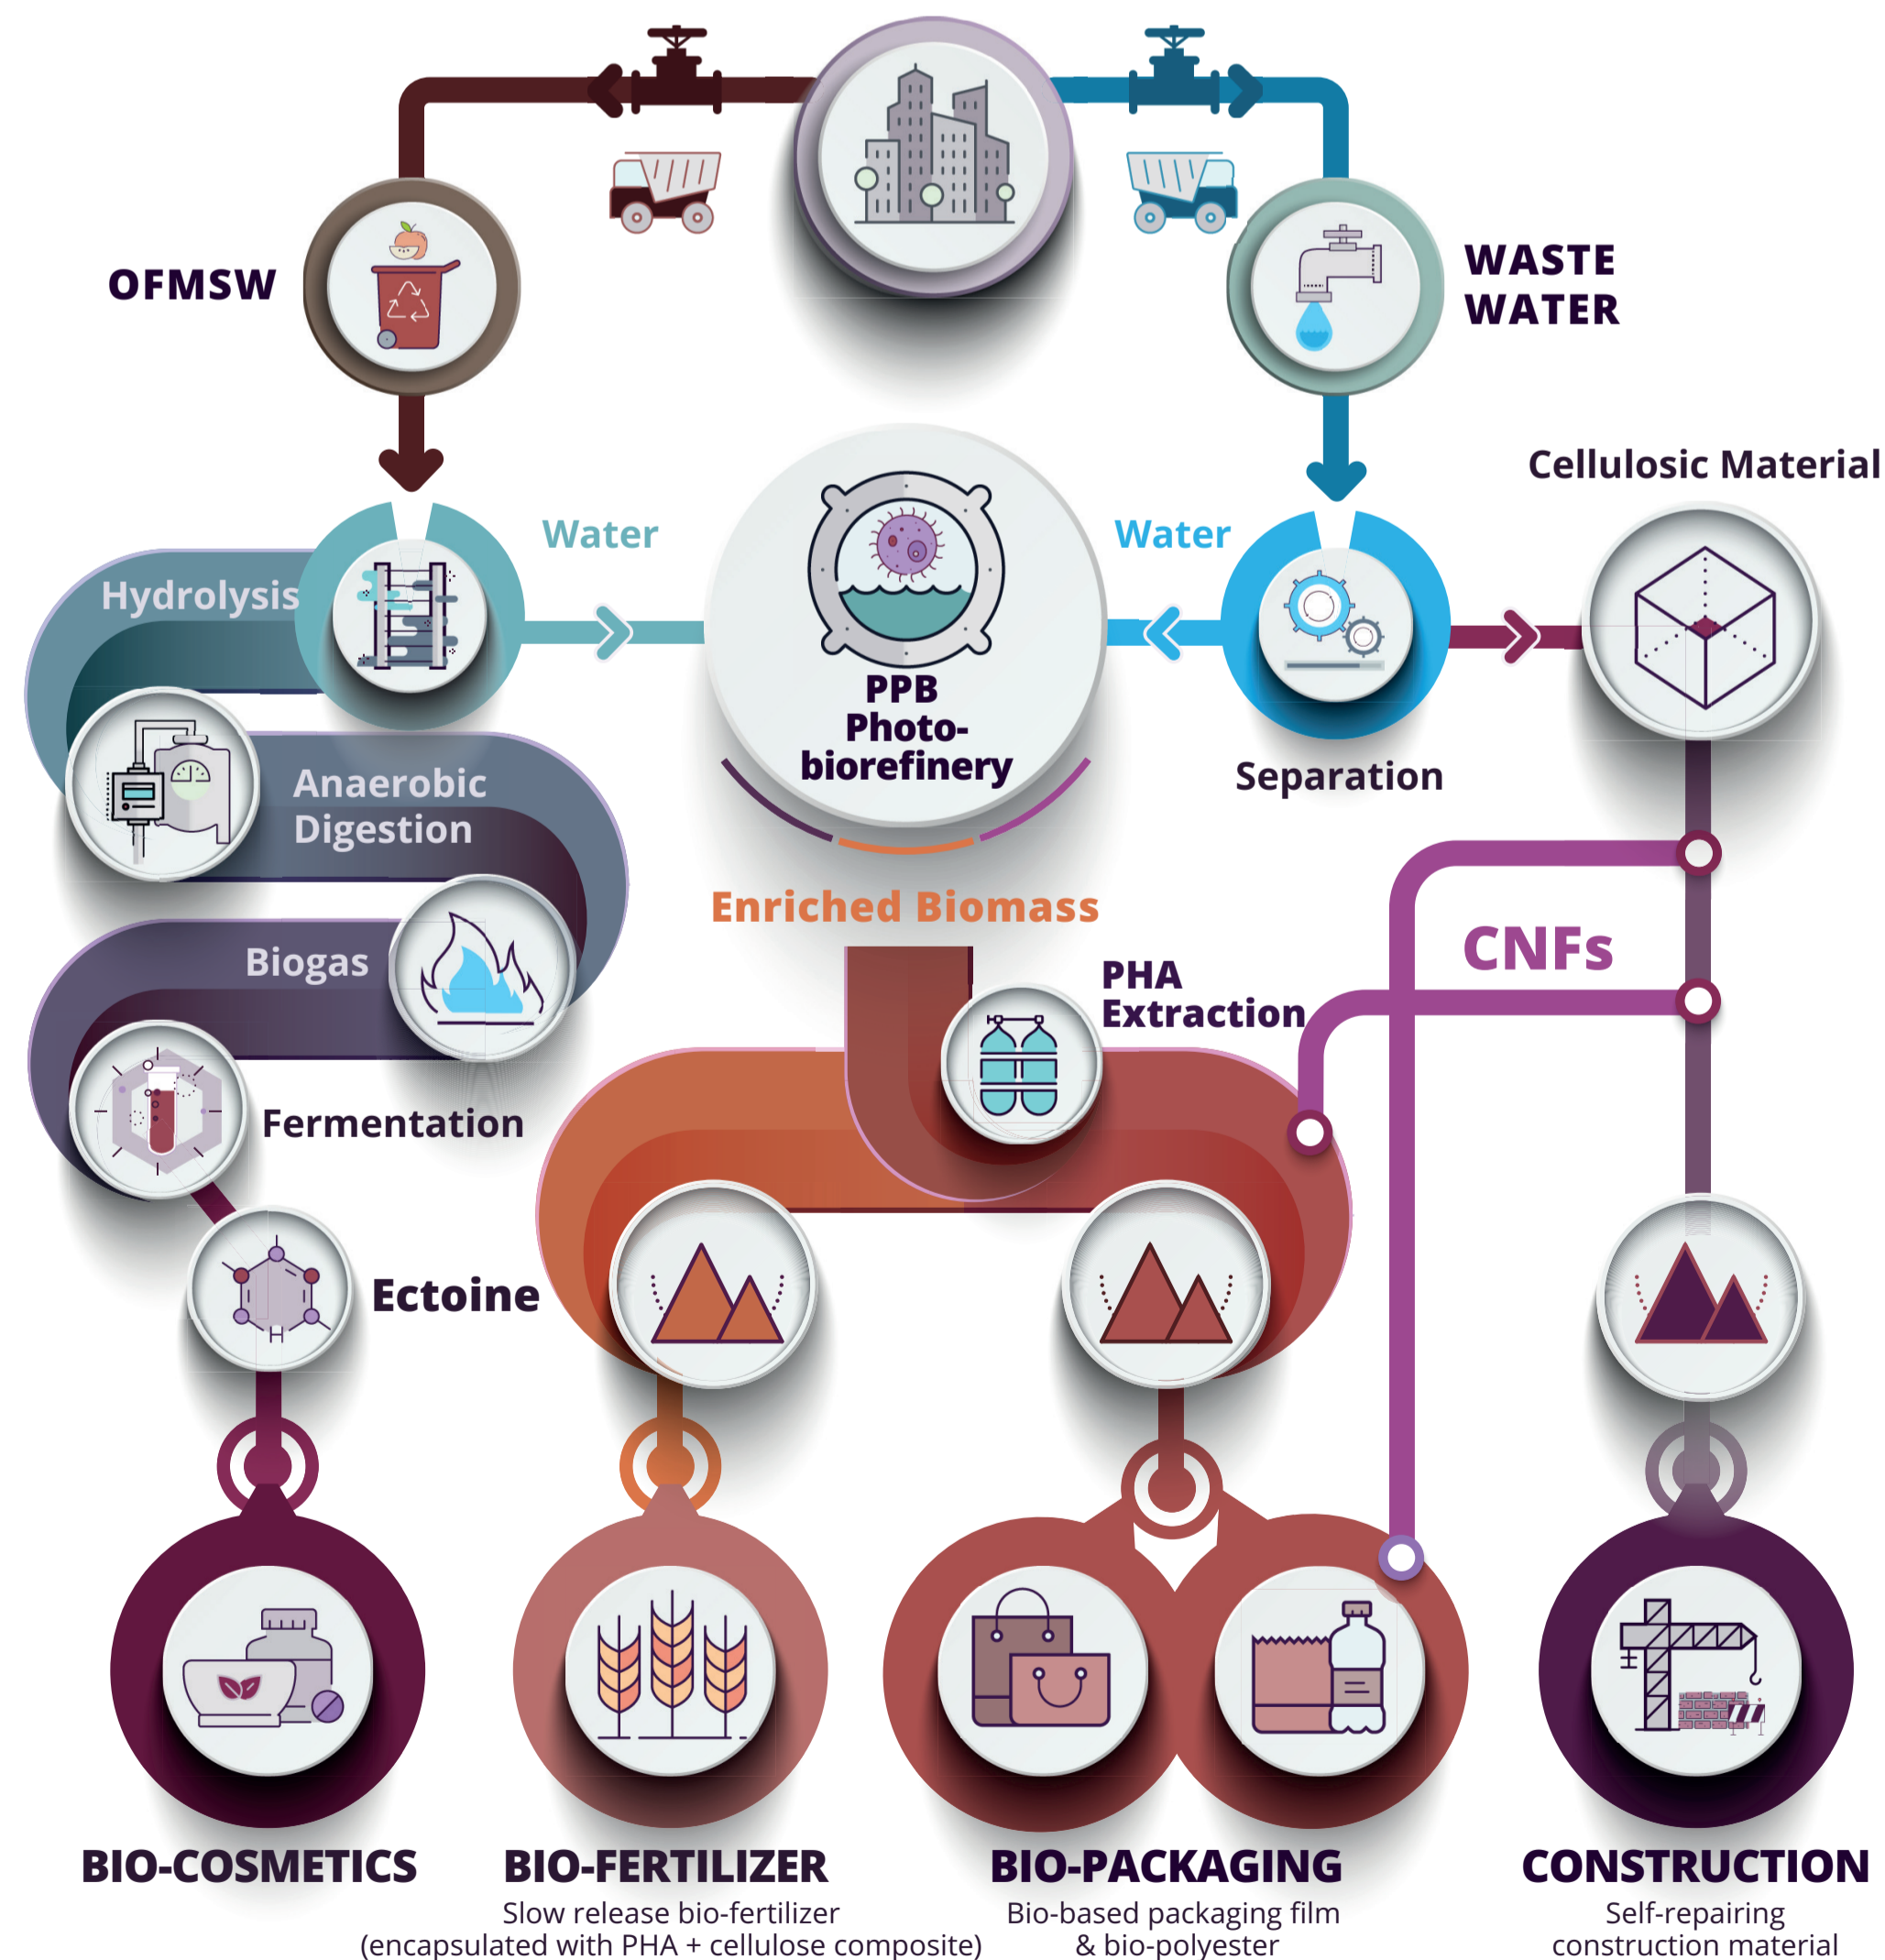 OFMSW
WASTE
WATER
Cellulosic Material
Water
Water
Hydrolysis
PPB
Photo-
biorefinery
Separation
Anaerobic
Digestion
Enriched Biomass
CNFs
Biogas
PHA
Extraction
Fermentation
Ectoine
H
BIO-COSMETICS
BIO-FERTILIZER
Slow release bio-fertilizer
(encapsulated with PHA + cellulose composite)
BIO-PACKAGING
Bio-based packaging film
& bio-polyester
CONSTRUCTION
Self-repairing
construction material